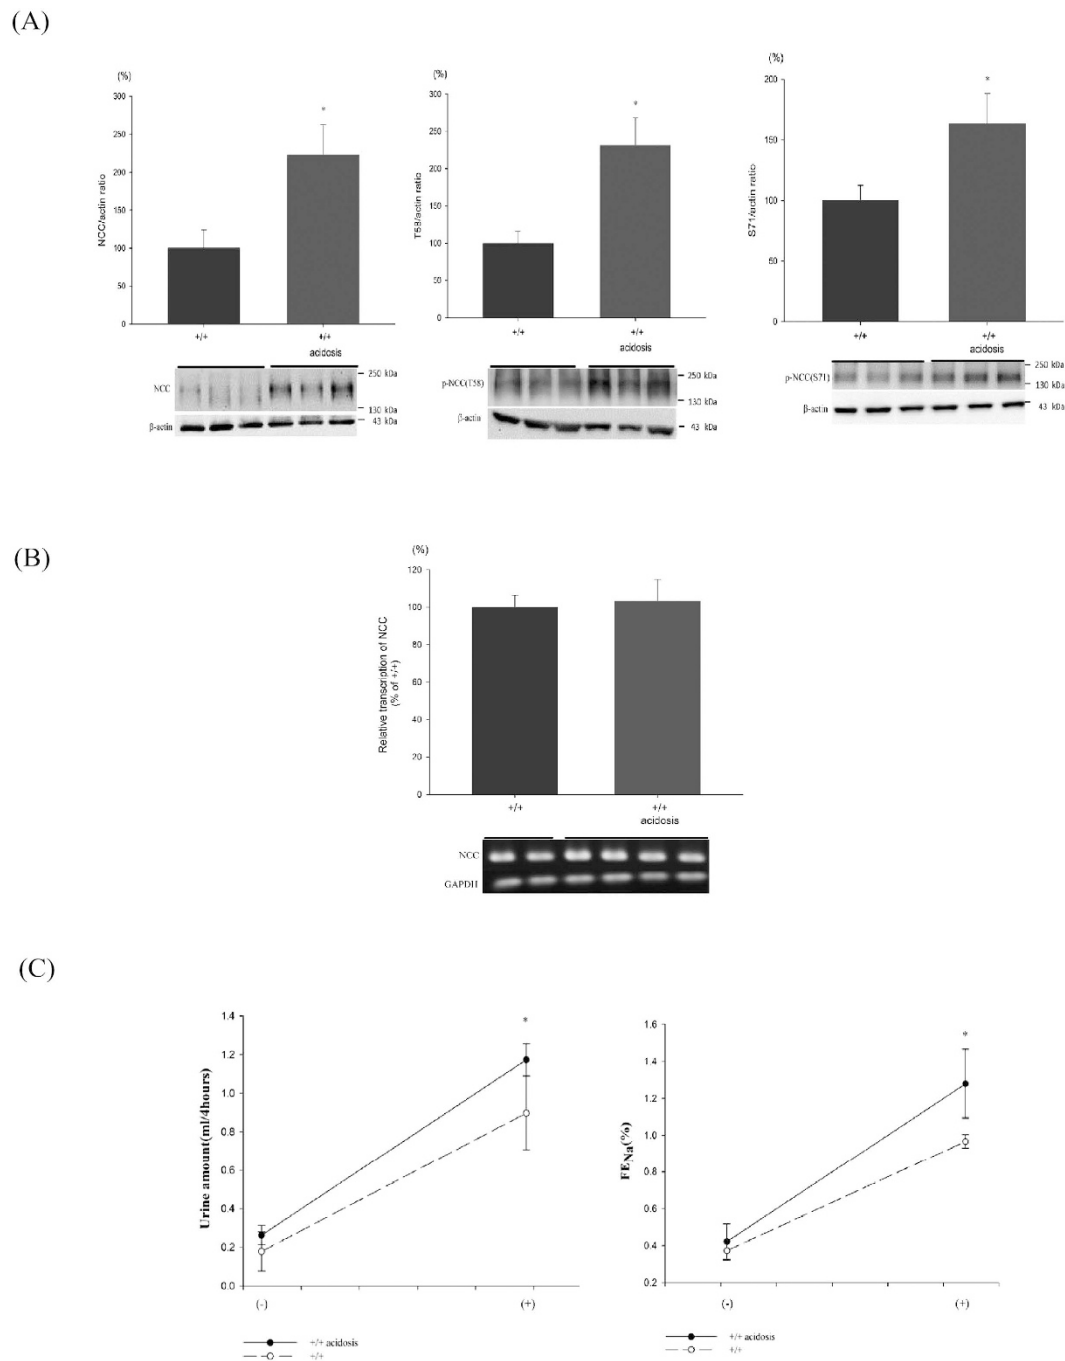 (A)
(%)
300
250
200
150
100
50
0
NCC/actin ratio
*
+/+
+/+
acidosis
NCC
250 kDa
130 kDa
β-actin
43 kDa
(%)
300
250
200
150
100
50
0
T58/actin ratio
*
+/+
+/+
acidosis
p-NCC(T58)
250 kDa
130 kDa
β-actin
43 kDa
(%)
200
150
100
50
0
S71/actin ratio
*
+/+
+/+
acidosis
p-NCC(S71)
250 kDa
130 kDa
β-actin
43 kDa
(B)
(%)
120
100
80
60
40
20
0
Relative transcription of NCC
(% of +/+)
+/+
+/+
acidosis
NCC
GAPDH
(C)
1.4
1.2
1.0
0.8
0.6
0.4
0.2
0.0
Urine amount(ml/4hours)
*
(-)
(+)
+/+ acidosis
+/+
1.6
1.4
1.2
1.0
0.8
0.6
0.4
0.2
FENa(%)
*
(-)
(+)
+/+ acidosis
+/+